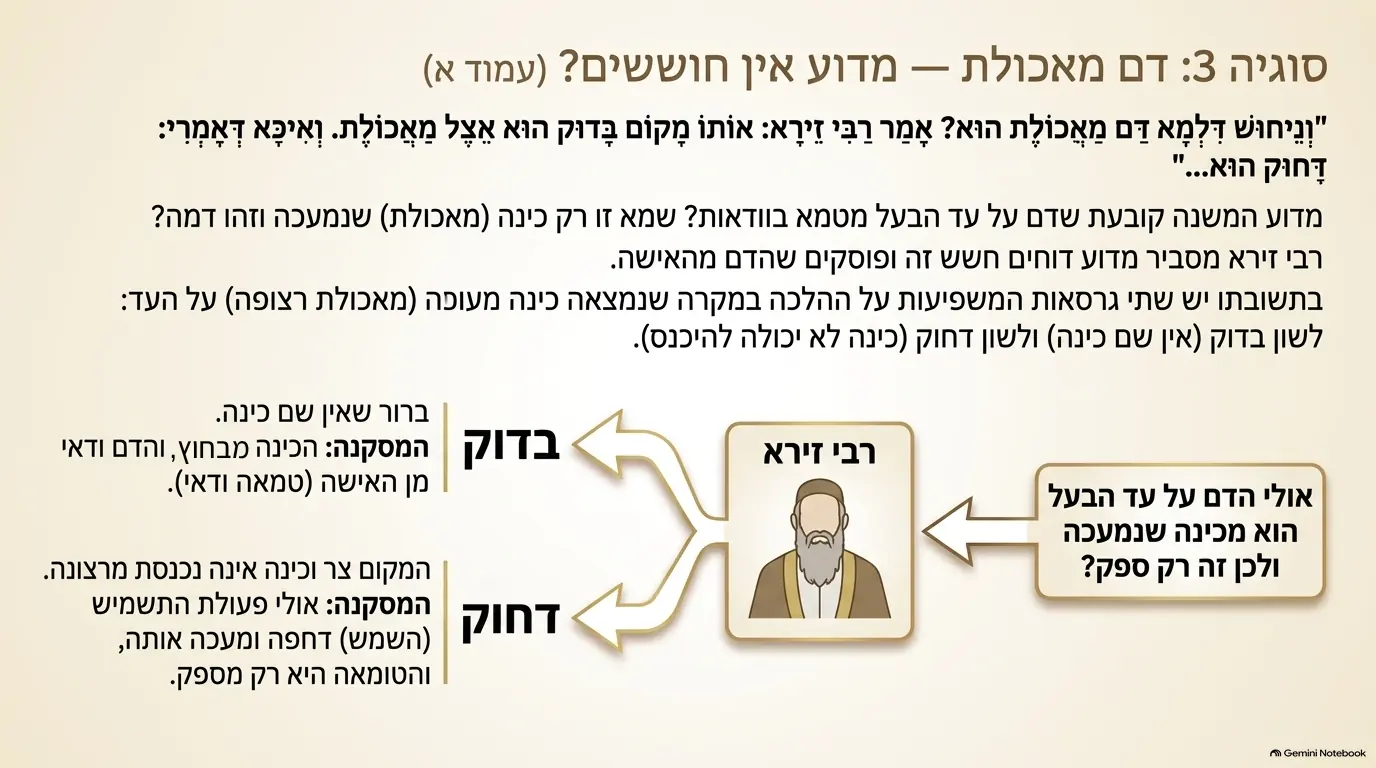 סוגיה 3: דם מאכולת — מדוע אין חוששים? (עמוד א)
"וְנֵיחוּשׁ דִּלְמָא דַּם מַאֲכוֹלֶת הוּא? אָמַר רַבִּי זֵירָא: אוֹתוֹ מָקוֹם בָּדוּק הוּא אֵצֶל מַאֲכוֹלֶת. וְאִיכָּא דְּאָמְרִי:
דָּחוּק הוּא..."
מדוע המשנה קובעת שדם על עד הבעל מטמא בוודאות? שמא זו רק כינה (מאכולת) שנמעכה וזהו דמה?
רבי זירא מסביר מדוע דוחים חשש זה ופוסקים שהדם מהאישה.
בתשובתו יש שתי גרסאות המשפיעות על ההלכה במקרה שנמצאה כינה מעוכה (מאכולת רצופה) על העד:
לשון בדוק (אין שם כינה) ולשון דחוק (כינה לא יכולה להיכנס).
אולי הדם על עד הבעל
הוא מכינה שנמעכה
ולכן זה רק ספק?
רבי זירא
בדוק
ברור שאין שם כינה.
המסקנה: הכינה מבחוץ, והדם ודאי
מן האישה (טמאה ודאי).
דחוק
המקום צר וכינה אינה נכנסת מרצונה.
המסקנה: אולי פעולת התשמיש
(השמש) דחפה ומעכה אותה,
והטומאה היא רק מספק.
Gemini Notebook